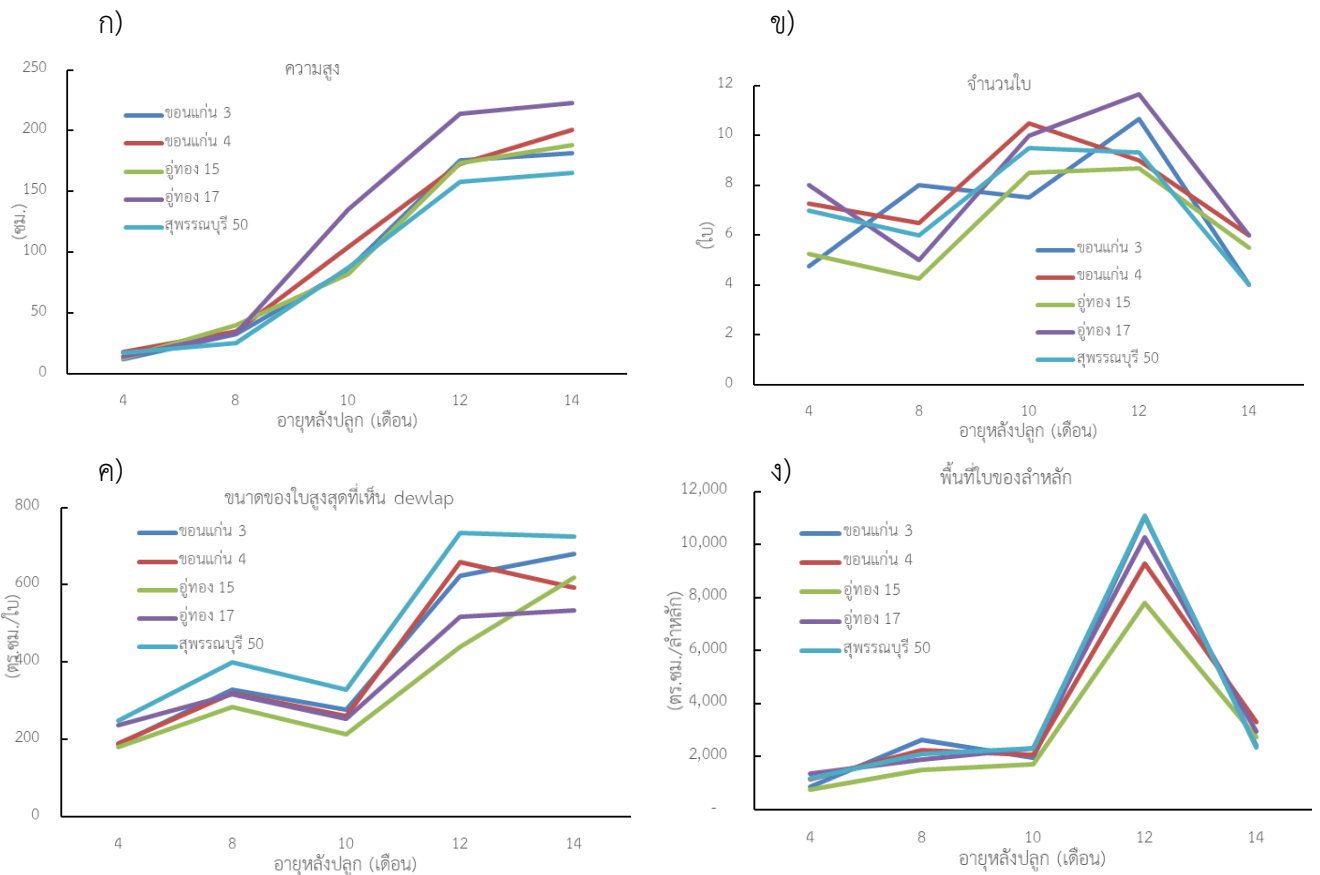 ก)
ความสูง
250
200
150
100
50
0
(ซม.)
ขอนแก่น 3
ขอนแก่น 4
อู่ทอง 15
อู่ทอง 17
สุพรรณบุรี 50
4 8 10 12 14
อายุหลังปลูก (เดือน)
ข)
จำนวนใบ
12
10
8
6
4
2
0
(ใบ)
ขอนแก่น 3
ขอนแก่น 4
อู่ทอง 15
อู่ทอง 17
สุพรรณบุรี 50
4 8 10 12 14
อายุหลังปลูก (เดือน)
ค)
ขนาดของใบสูงสุดที่เห็น dewlap
800
600
400
200
0
(ตร.ซม./ใบ)
ขอนแก่น 3
ขอนแก่น 4
อู่ทอง 15
อู่ทอง 17
สุพรรณบุรี 50
4 8 10 12 14
อายุหลังปลูก (เดือน)
ง)
พื้นที่ใบของลำหลัก
12,000
10,000
8,000
6,000
4,000
2,000
-
(ตร.ซม./ลำหลัก)
ขอนแก่น 3
ขอนแก่น 4
อู่ทอง 15
อู่ทอง 17
สุพรรณบุรี 50
4 8 10 12 14
อายุหลังปลูก (เดือน)